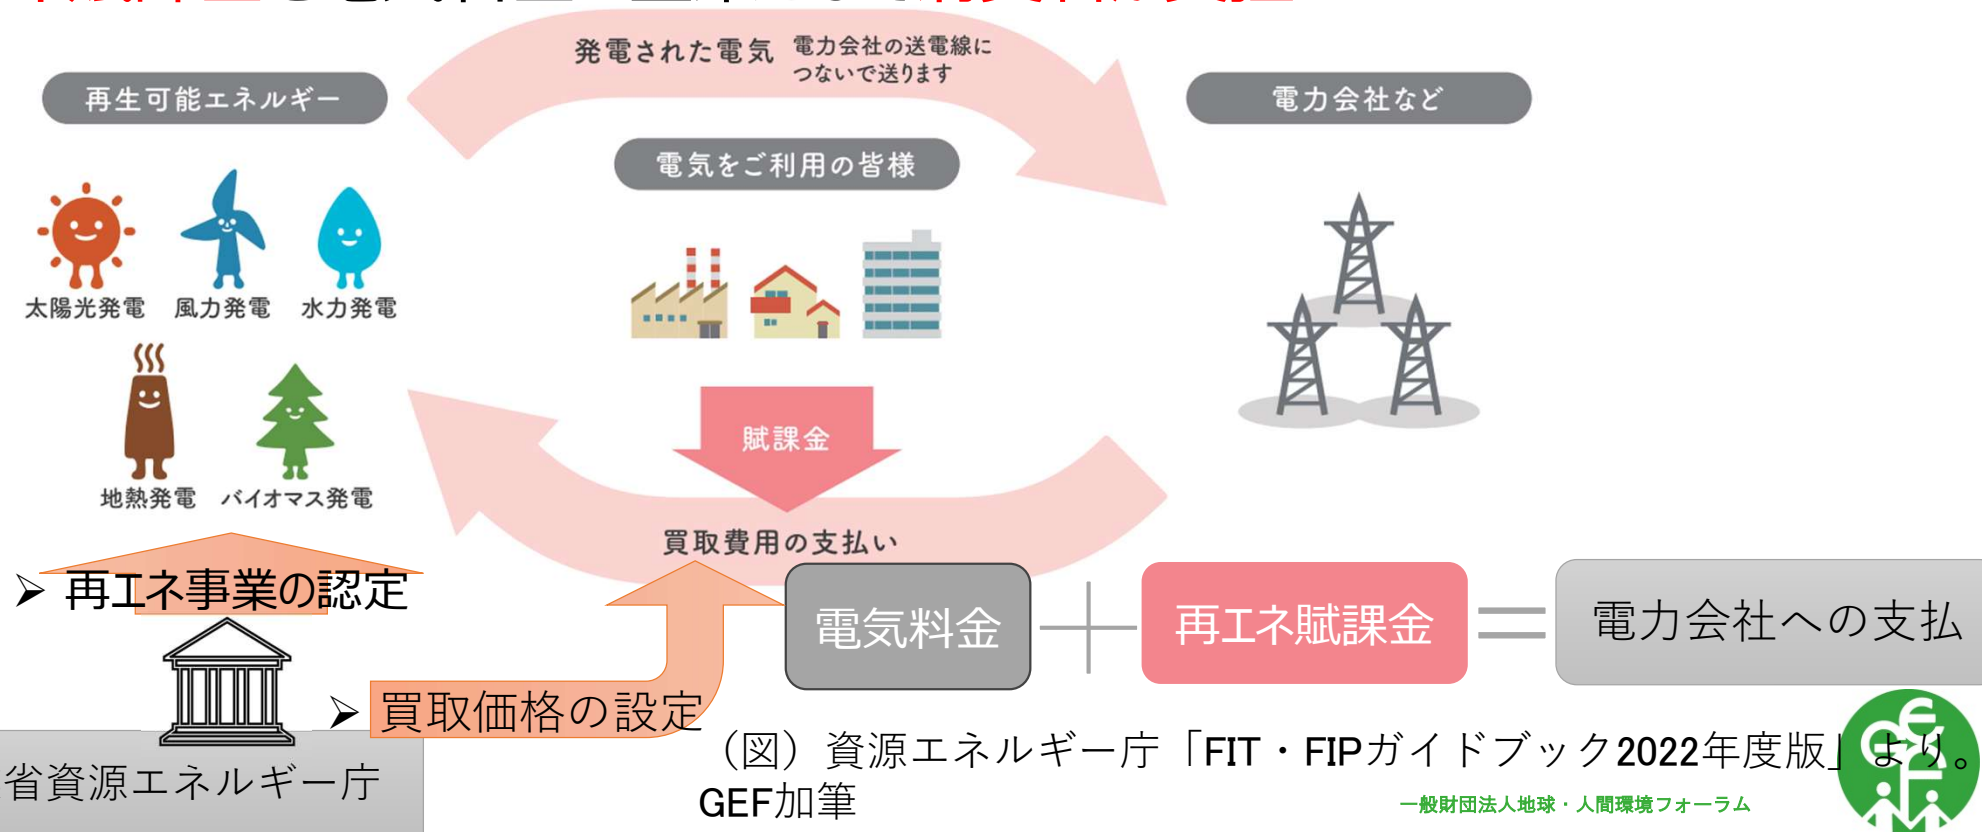 発電された電気 電力会社の送電線に
つないで送ります
再生可能エネルギー
電力会社など
電気をご利用の皆様
太陽光発電 風力発電 水力発電
賦課金
地熱発電 バイオマス発電
買取費用の支払い
➢ 再エネ事業の認定
電気料金 + 再エネ賦課金 = 電力会社への支払
➢ 買取価格の設定
省資源エネルギー庁
（図）資源エネルギー庁「FIT・FIPガイドブック2022年度版」より。
GEF加筆
一般財団法人地球・人間環境フォーラム